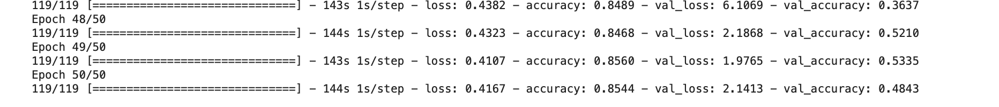 119/119 [==============================] - 143s 1s/step - loss: 0.4382 - accuracy: 0.8489 - val_loss: 6.1069 - val_accuracy: 0.3637
Epoch 48/50
119/119 [==============================] - 144s 1s/step - loss: 0.4323 - accuracy: 0.8468 - val_loss: 2.1868 - val_accuracy: 0.5210
Epoch 49/50
119/119 [==============================] - 143s 1s/step - loss: 0.4107 - accuracy: 0.8560 - val_loss: 1.9765 - val_accuracy: 0.5335
Epoch 50/50
119/119 [==============================] - 144s 1s/step - loss: 0.4167 - accuracy: 0.8544 - val_loss: 2.1413 - val_accuracy: 0.4843